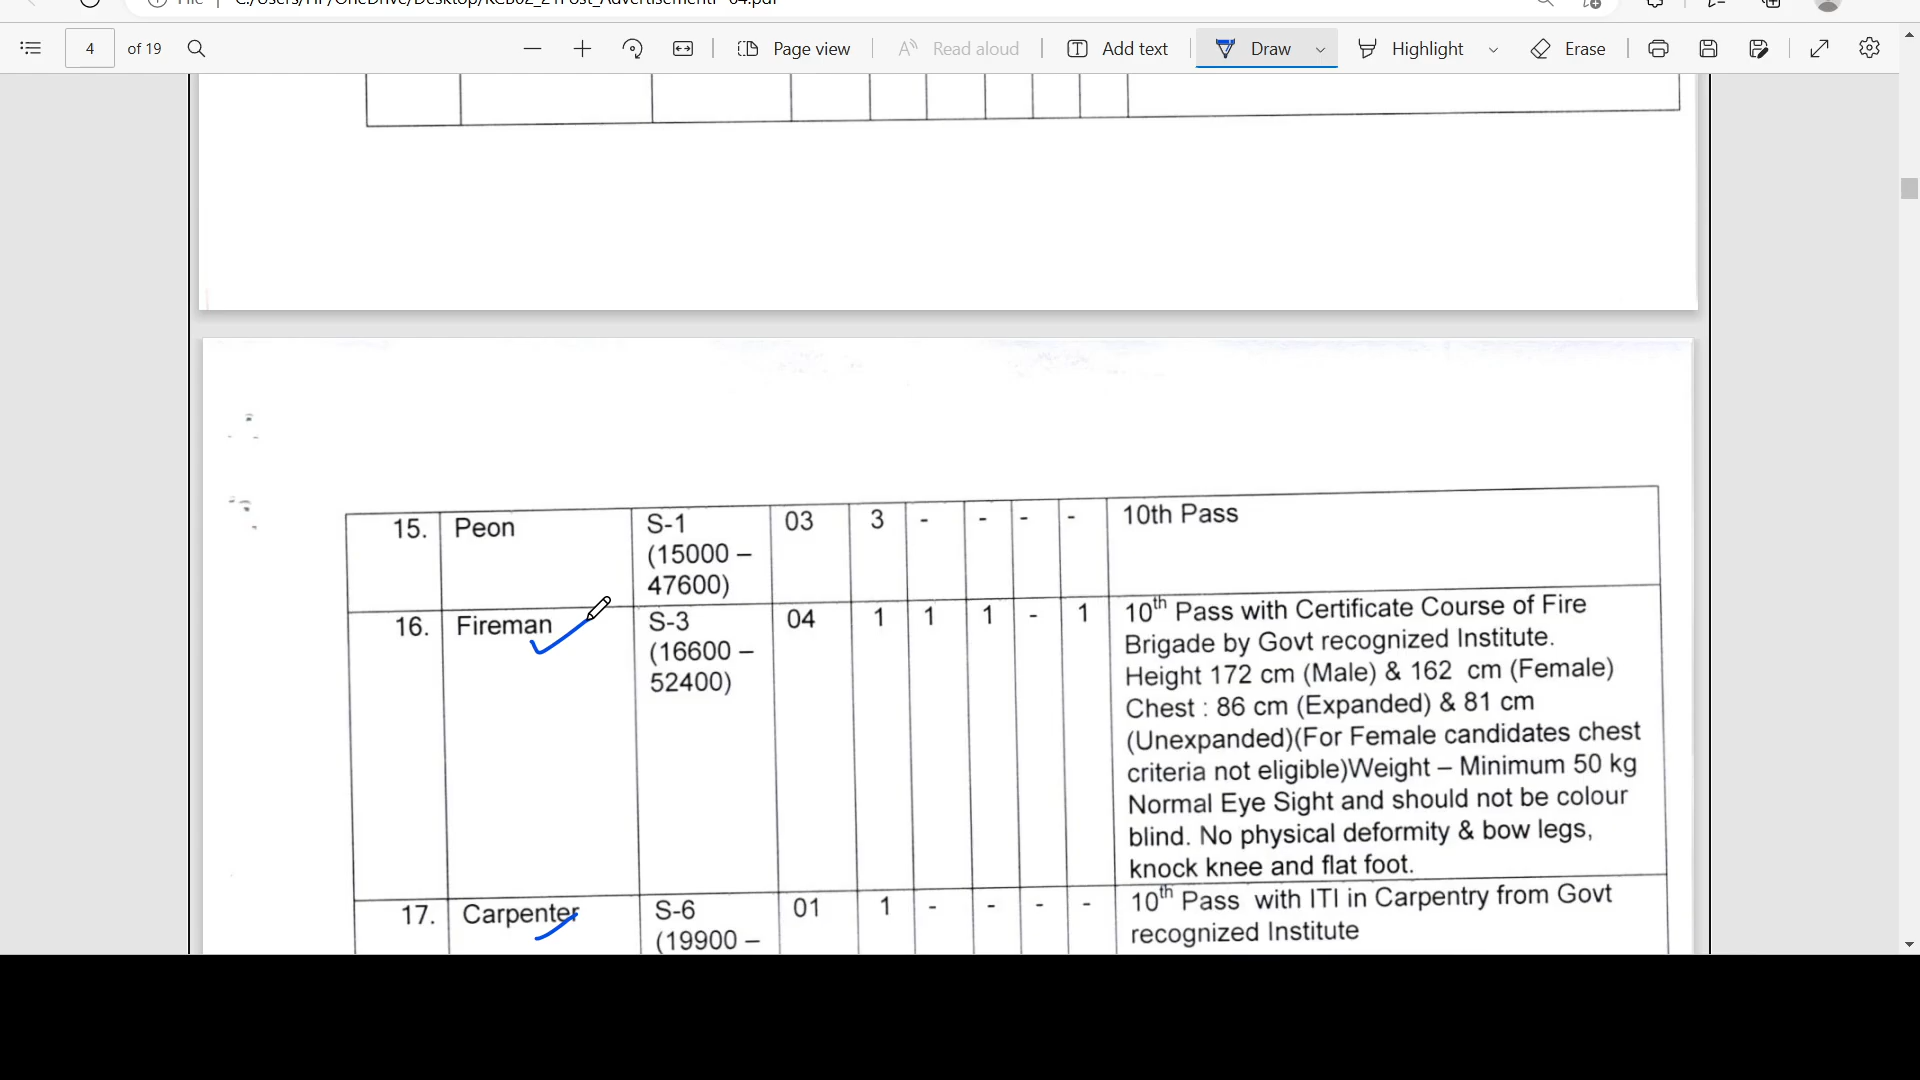 4 of 19 Page view Read aloud Add text Draw Highlight Erase
15. Peon S-1 03 3 - - - - 10th Pass
(15000 –
47600)
16. Fireman S-3 04 1 1 1 - 1 10th Pass with Certificate Course of Fire
(16600 – Brigade by Govt recognized Institute.
52400) Height 172 cm (Male) & 162 cm (Female)
Chest : 86 cm (Expanded) & 81 cm
(Unexpanded)(For Female candidates chest
criteria not eligible)Weight – Minimum 50 kg
Normal Eye Sight and should not be colour
blind. No physical deformity & bow legs,
knock knee and flat foot.
17. Carpenter S-6 01 1 - - - - 10th Pass with ITI in Carpentry from Govt
(19900 – recognized Institute